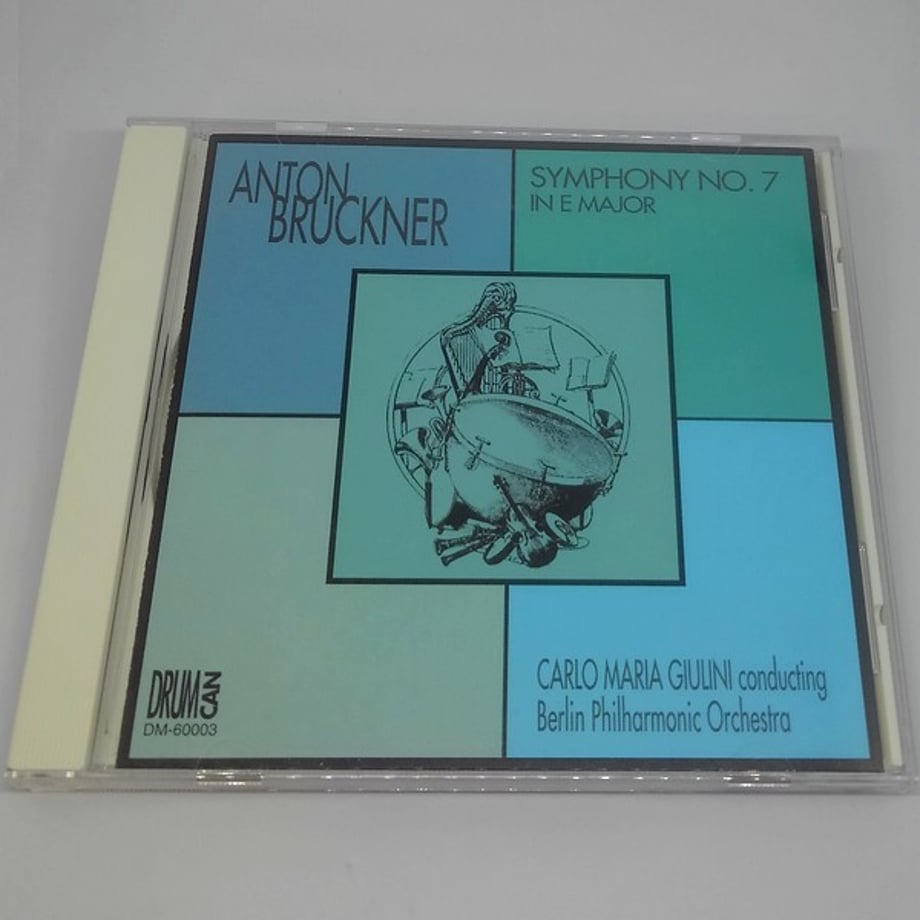 ANTON
BRUCKNER
SYMPHONY NO. 7
IN E MAJOR
CARLO MARIA GIULINI conducting
Berlin Philharmonic Orchestra
DRUM CAN
DM-60003